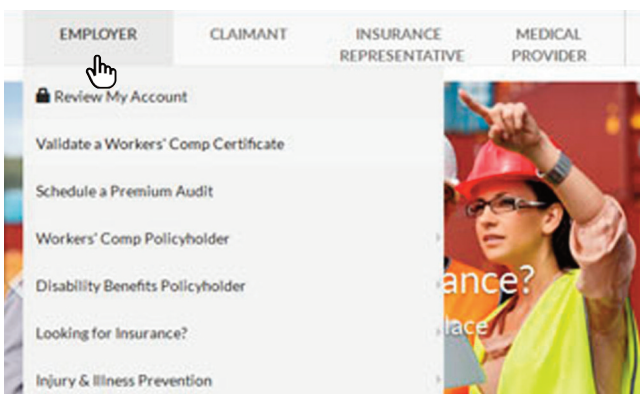 EMPLOYER
CLAIMANT
INSURANCE
REPRESENTATIVE
MEDICAL
PROVIDER
Review My Account
Validate a Workers' Comp Certificate
Schedule a Premium Audit
Workers' Comp Policyholder
Disability Benefits Policyholder
Looking for Insurance?
Injury & Illness Prevention
ance?
lace